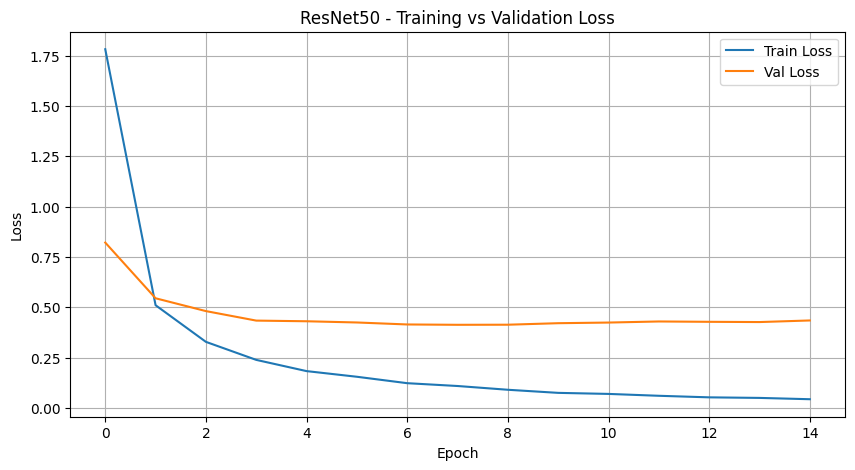 ResNet50 - Training vs Validation Loss
Train Loss
Val Loss
1.75
1.50
1.25
1.00
0.75
0.50
0.25
0.00
Loss
0 2 4 6 8 10 12 14
Epoch